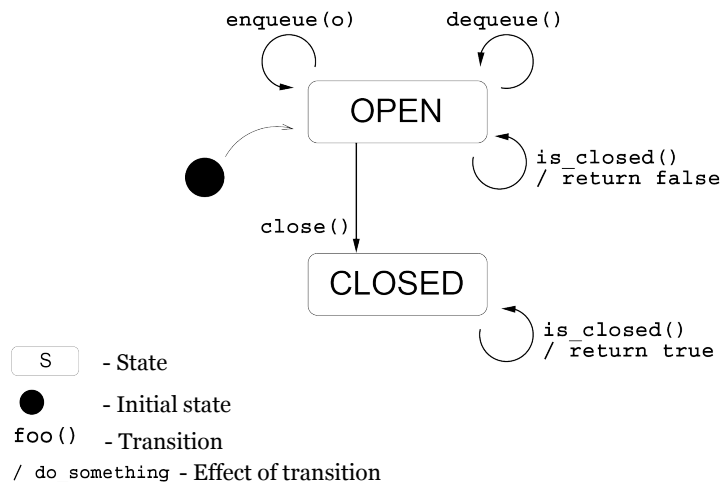 enqueue(o)
dequeue()
OPEN
is_closed()
/ return false
close()
CLOSED
is_closed()
/ return true
S - State
- Initial state
foo() - Transition
/ do something - Effect of transition